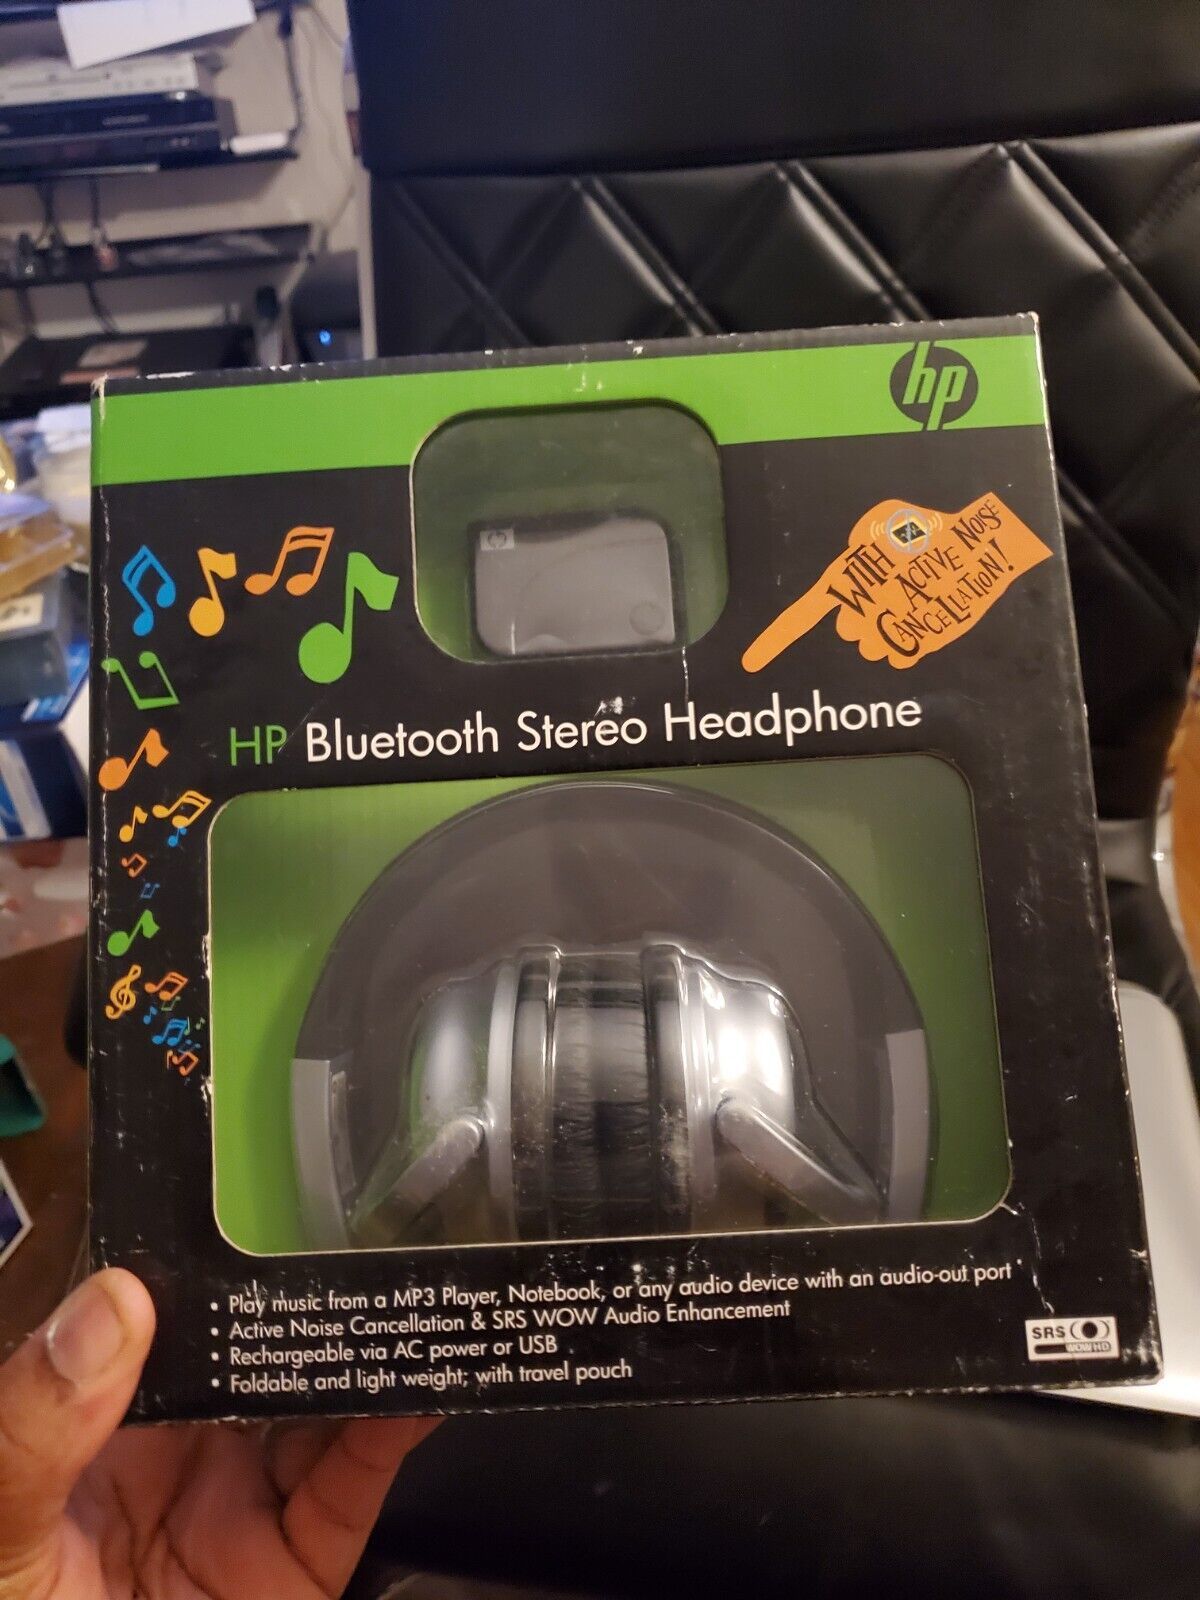 hp
hp
WITH
ACTIVE NOISE
CANCELLATION!
HP Bluetooth Stereo Headphone
• Play music from a MP3 Player, Notebook, or any audio device with an audio-out port
• Active Noise Cancellation & SRS WOW Audio Enhancement
• Rechargeable via AC power or USB
• Foldable and light weight; with travel pouch
SRS
WOW HD